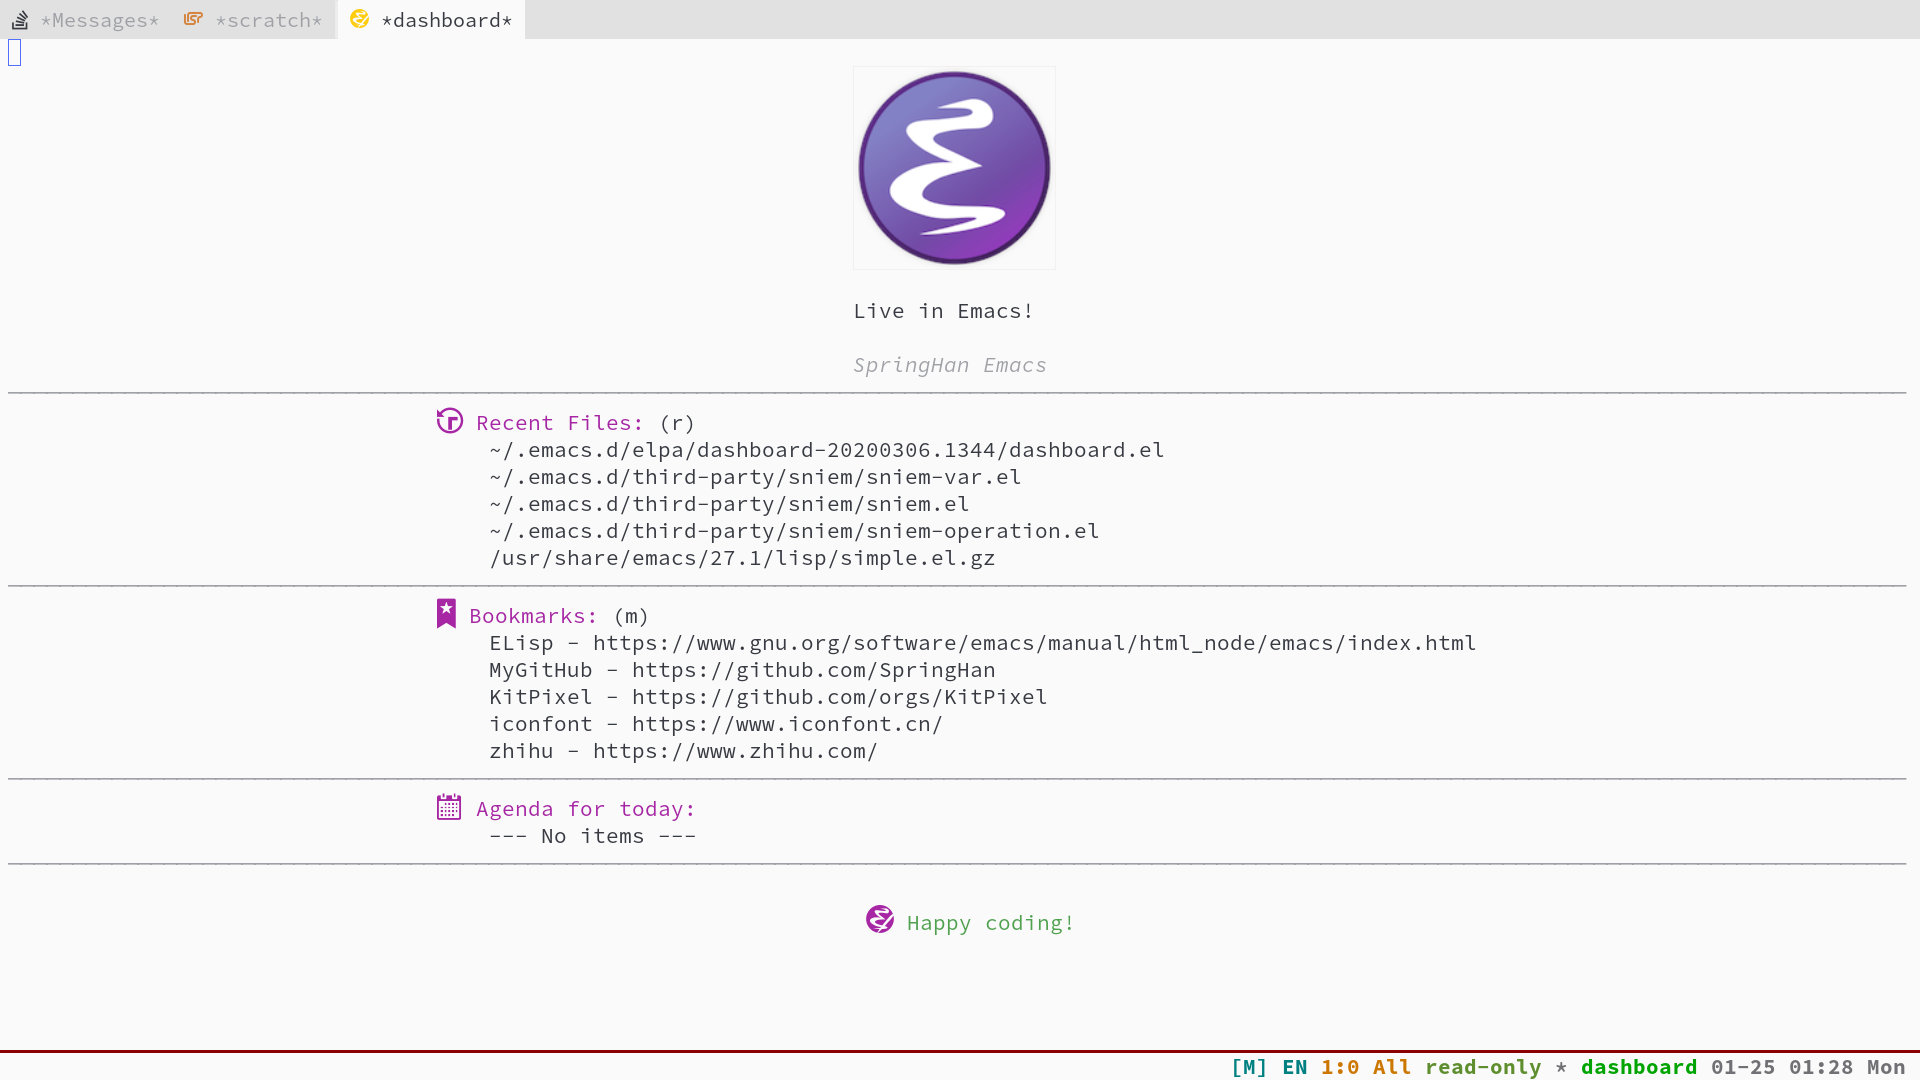 *Messages* *scratch* *dashboard*
Live in Emacs!
SpringHan Emacs
Recent Files: (r)
~/.emacs.d/elpa/dashboard-20200306.1344/dashboard.el
~/.emacs.d/third-party/sniem/sniem-var.el
~/.emacs.d/third-party/sniem/sniem.el
~/.emacs.d/third-party/sniem/sniem-operation.el
/usr/share/emacs/27.1/lisp/simple.el.gz
Bookmarks: (m)
ELisp - https://www.gnu.org/software/emacs/manual/html_node/emacs/index.html
MyGitHub - https://github.com/SpringHan
KitPixel - https://github.com/orgs/KitPixel
iconfont - https://www.iconfont.cn/
zhihu - https://www.zhihu.com/
Agenda for today:
--- No items ---
Happy coding!
[M] EN 1:0 All read-only * dashboard 01-25 01:28 Mon